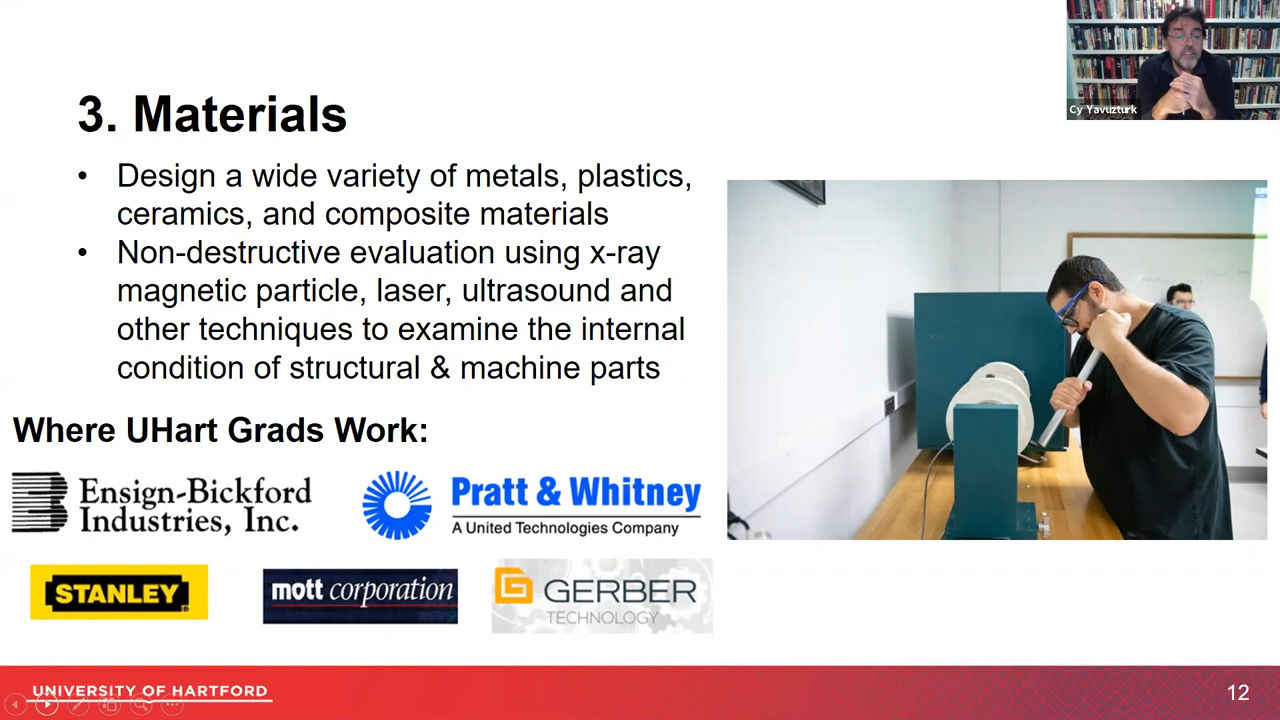 Cy Yavuzturk
3. Materials
• Design a wide variety of metals, plastics,
ceramics, and composite materials
• Non-destructive evaluation using x-ray
magnetic particle, laser, ultrasound and
other techniques to examine the internal
condition of structural & machine parts
Where UHart Grads Work:
Ensign-Bickford
Industries, Inc.
Pratt & Whitney
A United Technologies Company
STANLEY®
mott corporation
GERBER
TECHNOLOGY
UNIVERSITY OF HARTFORD
12